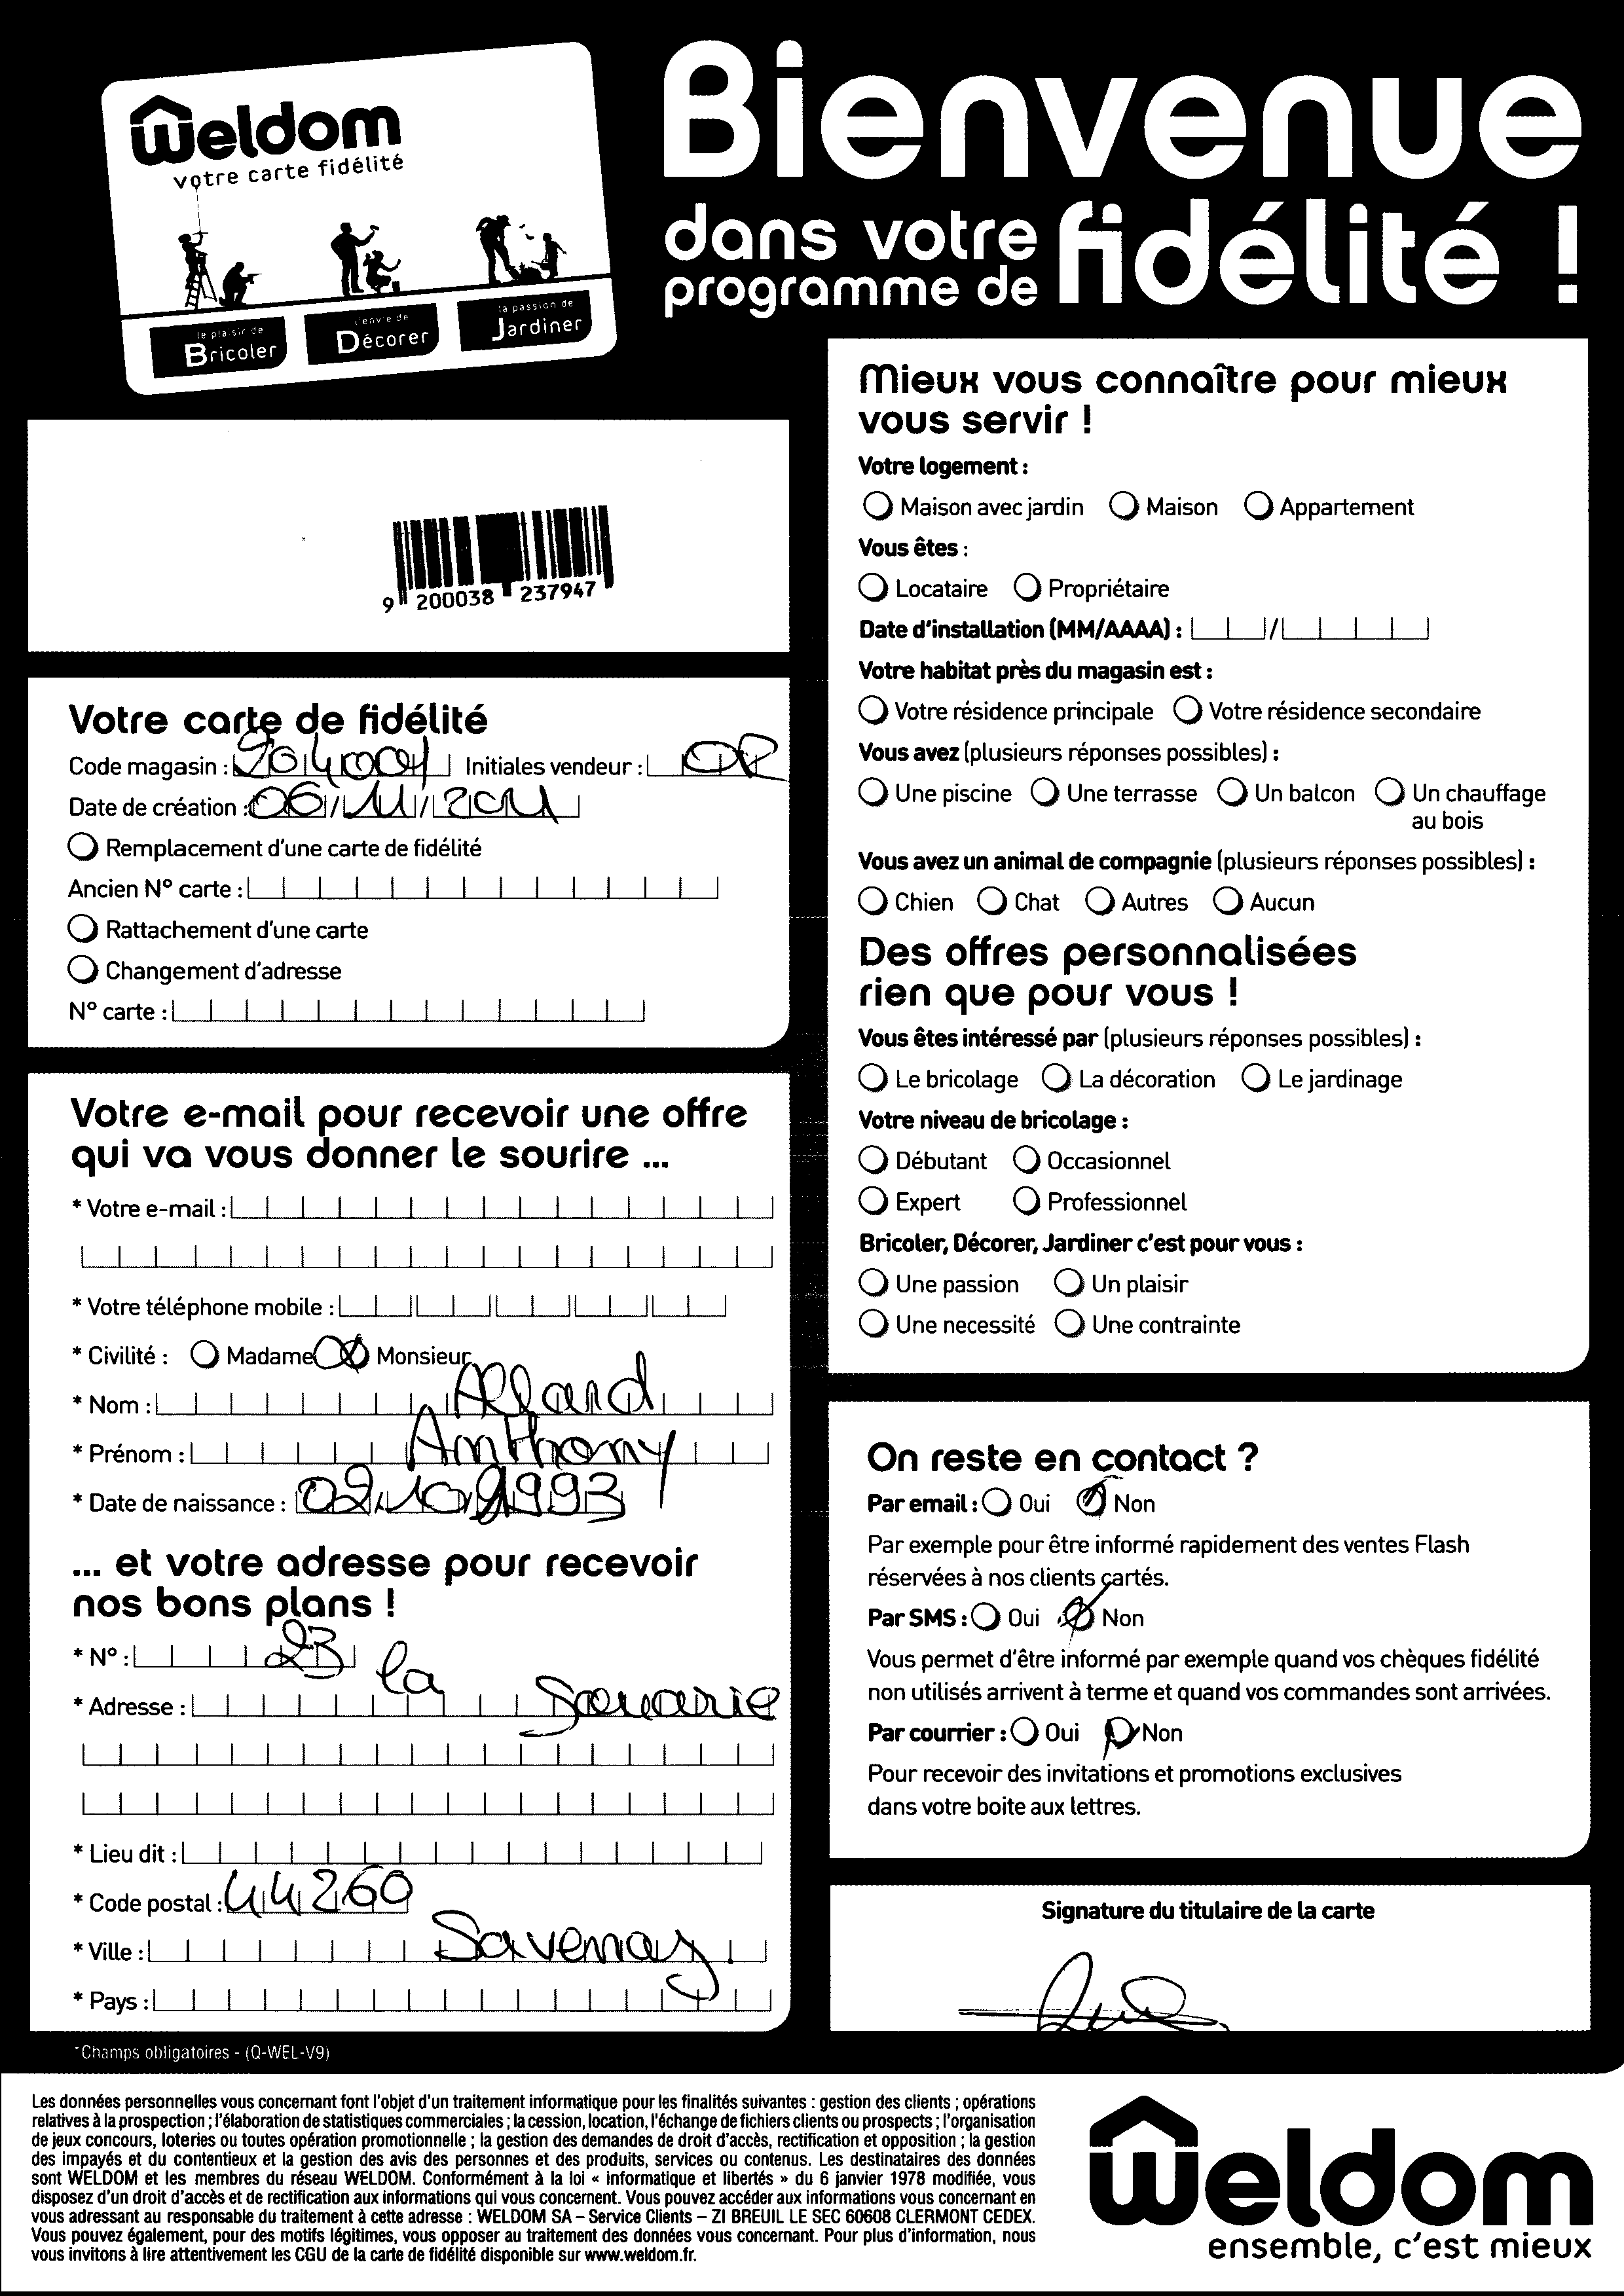 Weldom
votre carte fidélité
le plaisir de
Bricoler
l'envie de
Décorer
la passion de
Jardiner
Bienvenue
dans votre
programme de
fidélité !
9 200038 237947
Votre carte de fidélité
Code magasin : Initiales vendeur :
Date de création : 06/11/2011
Remplacement d'une carte de fidélité
Ancien N° carte :
Rattachement d'une carte
Changement d'adresse
N° carte :
Votre e-mail pour recevoir une offre
qui va vous donner le sourire ...
* Votre e-mail :
* Votre téléphone mobile :
* Civilité : Madame Monsieur
* Nom : Allard
* Prénom : Anthony
* Date de naissance : 1993
... et votre adresse pour recevoir
nos bons plans !
* N° : 23 la
* Adresse :
* Lieu dit :
* Code postal : 44260
* Ville : Savenay
* Pays :
*Champs obligatoires - (Q-WEL-V9)
Mieux vous connaître pour mieux
vous servir !
Votre logement :
Maison avec jardin Maison Appartement
Vous êtes :
Locataire Propriétaire
Date d'installation (MM/AAAA) : /
Votre habitat près du magasin est :
Votre résidence principale Votre résidence secondaire
Vous avez (plusieurs réponses possibles) :
Une piscine Une terrasse Un balcon Un chauffage
au bois
Vous avez un animal de compagnie (plusieurs réponses possibles) :
Chien Chat Autres Aucun
Des offres personnalisées
rien que pour vous !
Vous êtes intéressé par (plusieurs réponses possibles) :
Le bricolage La décoration Le jardinage
Votre niveau de bricolage :
Débutant Occasionnel
Expert Professionnel
Bricoler, Décorer, Jardiner c'est pour vous :
Une passion Un plaisir
Une necessité Une contrainte
On reste en contact ?
Par email : Oui Non
Par exemple pour être informé rapidement des ventes Flash
réservées à nos clients cartés.
Par SMS : Oui Non
Vous permet d'être informé par exemple quand vos chèques fidélité
non utilisés arrivent à terme et quand vos commandes sont arrivées.
Par courrier : Oui Non
Pour recevoir des invitations et promotions exclusives
dans votre boite aux lettres.
Signature du titulaire de la carte
Les données personnelles vous concernant font l'objet d'un traitement informatique pour les finalités suivantes : gestion des clients ; opérations
relatives à la prospection ; l'élaboration de statistiques commerciales ; la cession, location, l'échange de fichiers clients ou prospects ; l'organisation
de jeux concours, loteries ou toutes opération promotionnelle ; la gestion des demandes de droit d'accès, rectification et opposition ; la gestion
des impayés et du contentieux et la gestion des avis des personnes et des produits, services ou contenus. Les destinataires des données
sont WELDOM et les membres du réseau WELDOM. Conformément à la loi « informatique et libertés » du 6 janvier 1978 modifiée, vous
disposez d'un droit d'accès et de rectification aux informations qui vous concernent. Vous pouvez accéder aux informations vous concernant en
vous adressant au responsable du traitement à cette adresse : WELDOM SA – Service Clients – ZI BREUIL LE SEC 60608 CLERMONT CEDEX.
Vous pouvez également, pour des motifs légitimes, vous opposer au traitement des données vous concernant. Pour plus d'information, nous
vous invitons à lire attentivement les CGU de la carte de fidélité disponible sur www.weldom.fr.
Weldom
ensemble, c'est mieux